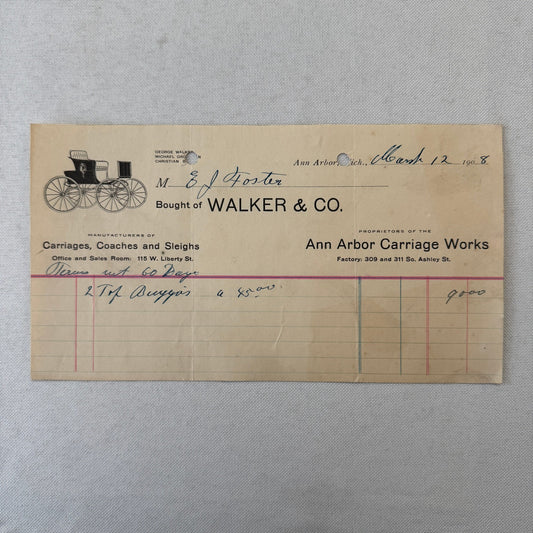 GEORGE WALKER
MICHAEL
CHRISTIAN
Ann Arbor, Mich., March 12 1908
M E J Foster
Bought of WALKER & CO.
MANUFACTURERS OF
Carriages, Coaches and Sleighs
Office and Sales Room: 115 W. Liberty St.
PROPRIETORS OF THE
Ann Arbor Carriage Works
Factory: 309 and 311 So. Ashley St.
Terms net 60 Days
2 Top Buggys a 45.00 9000